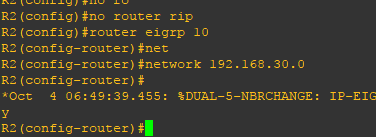 R2(config)#no ro
R2(config)#no router rip
R2(config)#router eigrp 10
R2(config-router)#net
R2(config-router)#network 192.168.30.0
R2(config-router)#
*Oct  4 06:49:39.455: %DUAL-5-NBRCHANGE: IP-EIG
y
R2(config-router)#